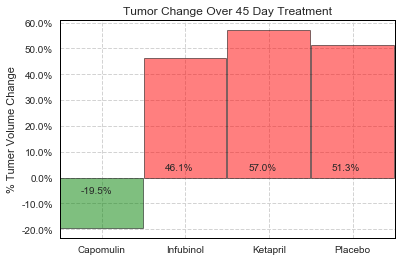 Tumor Change Over 45 Day Treatment
% Tumer Volume Change
60.0%
50.0%
40.0%
30.0%
20.0%
10.0%
0.0%
-10.0%
-20.0%
-19.5%
46.1%
57.0%
51.3%
Capomulin
Infubinol
Ketapril
Placebo